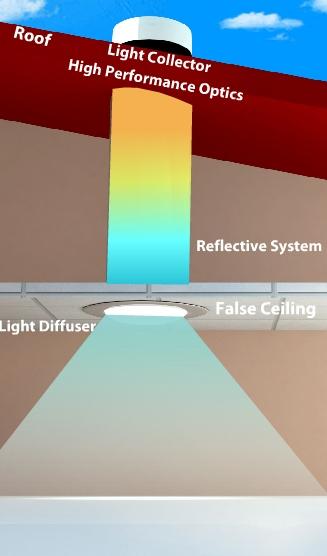 Roof
Light Collector
High Performance Optics
Reflective System
False Ceiling
Light Diffuser